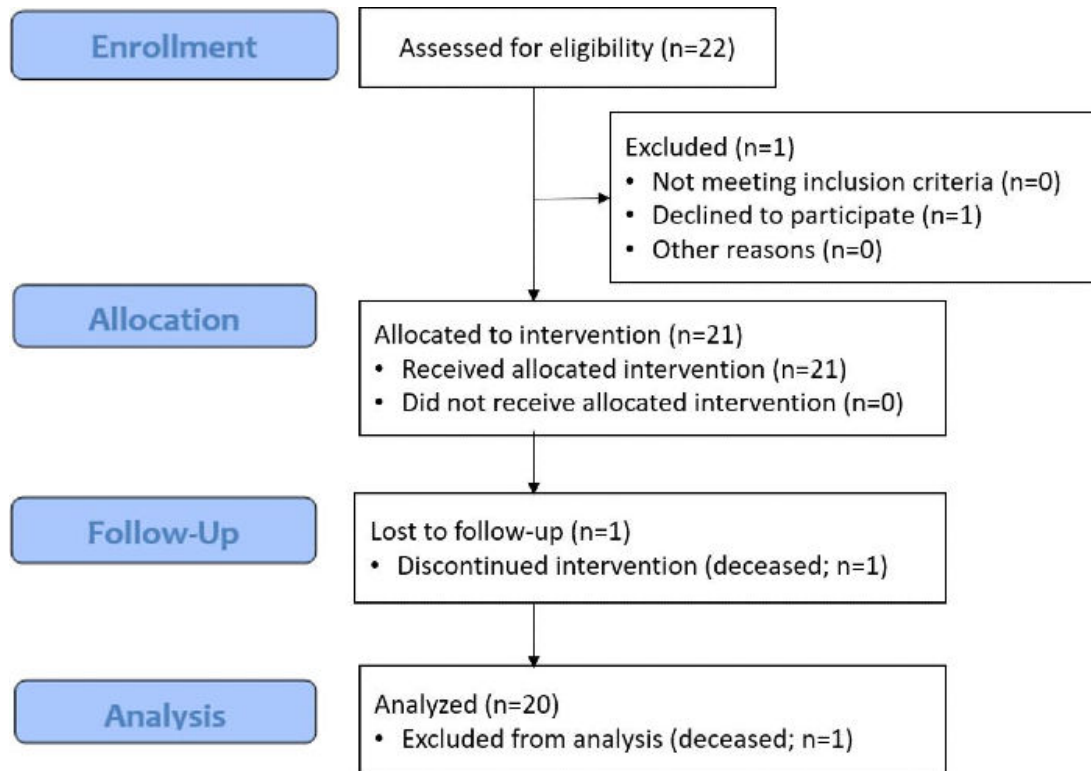 Enrollment
Assessed for eligibility (n=22)
Excluded (n=1)
• Not meeting inclusion criteria (n=0)
• Declined to participate (n=1)
• Other reasons (n=0)
Allocation
Allocated to intervention (n=21)
• Received allocated intervention (n=21)
• Did not receive allocated intervention (n=0)
Follow-Up
Lost to follow-up (n=1)
• Discontinued intervention (deceased; n=1)
Analysis
Analyzed (n=20)
• Excluded from analysis (deceased; n=1)